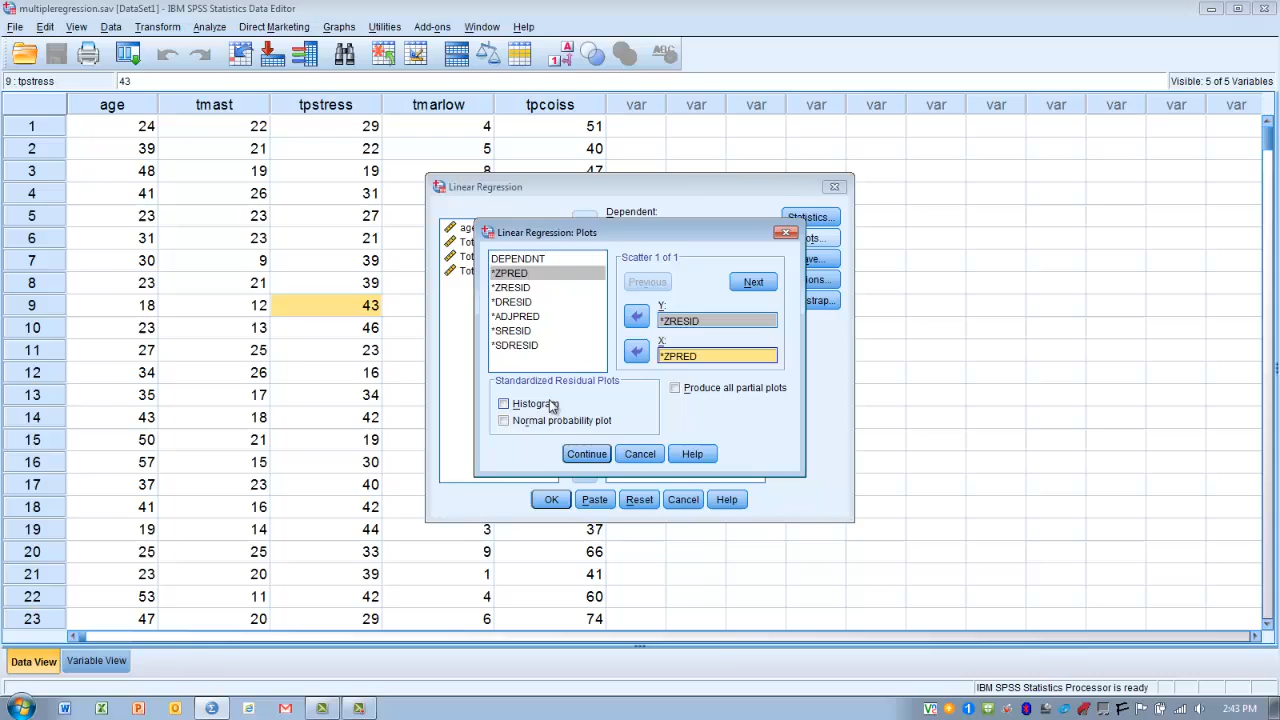 multipleregression.sav [DataSet1] - IBM SPSS Statistics Data Editor
File Edit View Data Transform Analyze Direct Marketing Graphs Utilities Add-ons Window Help
9 : tpstress 43 Visible: 5 of 5 Variables
age tmast tpstress tmarlow tpcoiss var var var var var var var var var var var
1 24 22 29 4 51
2 39 21 22 5 40
3 48 19 19 8 47
4 41 26 31
5 23 23 27
6 31 23 21
7 30 9 39
8 23 21 39
9 18 12 43
10 23 13 46
11 27 25 23
12 34 26 16
13 35 17 34
14 43 18 42
15 50 21 19
16 57 15 30
17 37 23 40
18 41 16 42
19 19 14 44 3 37
20 25 25 33 9 66
21 23 20 39 1 41
22 53 11 42 4 60
23 47 20 29 6 74
Linear Regression
Dependent:
Statistics...
Linear Regression: Plots
DEPENDNT
*ZPRED
*ZRESID
*DRESID
*ADJPRED
*SRESID
*SDRESID
Scatter 1 of 1
Previous Next
Y:
*ZRESID
X:
*ZPRED
Standardized Residual Plots
Histogram
Normal probability plot
Produce all partial plots
Continue Cancel Help
OK Paste Reset Cancel Help
Data View Variable View
IBM SPSS Statistics Processor is ready
2:43 PM